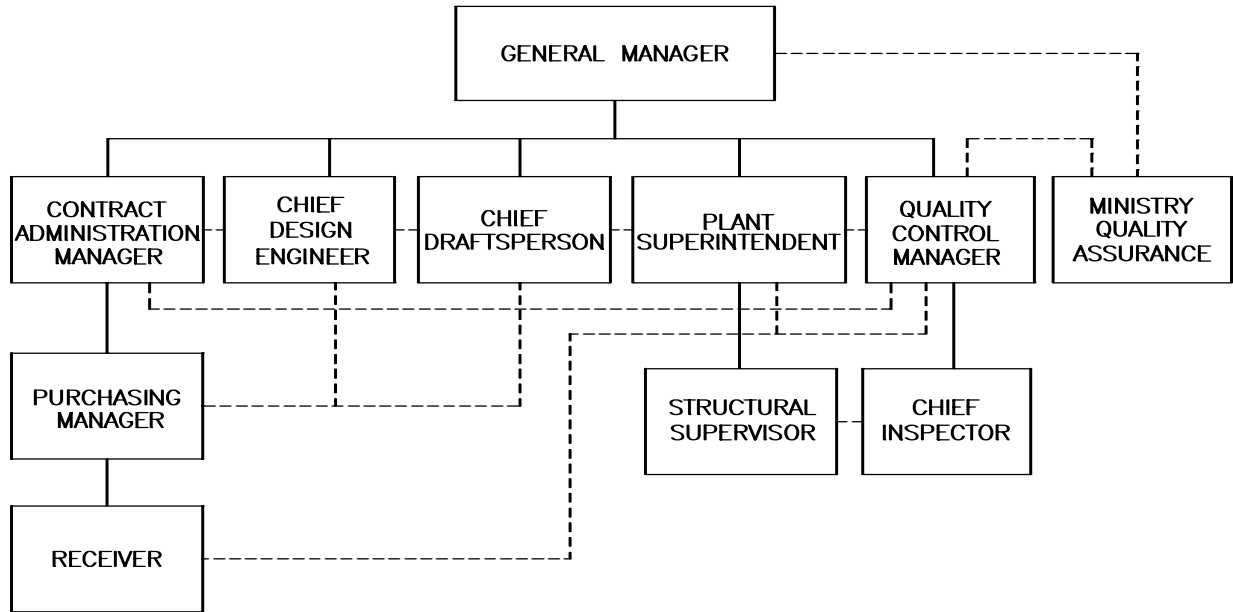 GENERAL MANAGER
CONTRACT
ADMINISTRATION
MANAGER
CHIEF
DESIGN
ENGINEER
CHIEF
DRAFTSPERSON
PLANT
SUPERINTENDENT
QUALITY
CONTROL
MANAGER
MINISTRY
QUALITY
ASSURANCE
PURCHASING
MANAGER
STRUCTURAL
SUPERVISOR
CHIEF
INSPECTOR
RECEIVER